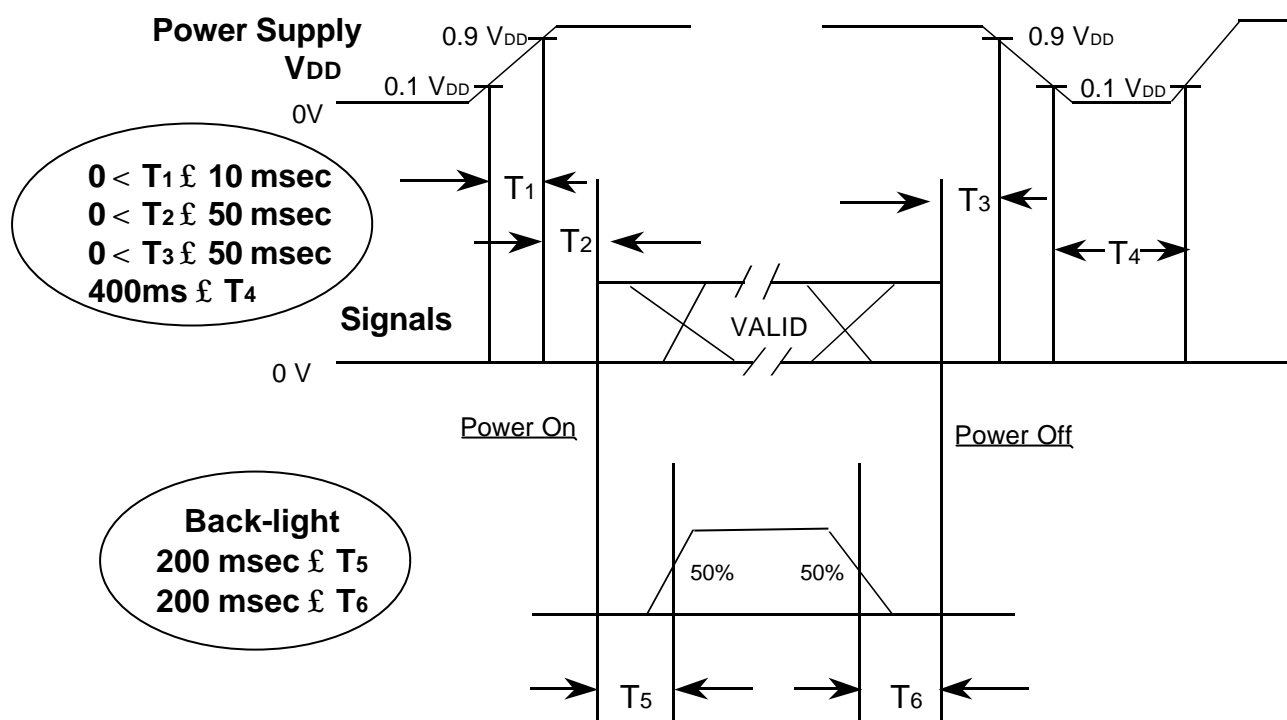 Power Supply
VDD
0.9 VDD
0.1 VDD
0V
0.9 VDD
0.1 VDD
0 < T1 £ 10 msec
0 < T2 £ 50 msec
0 < T3 £ 50 msec
400ms £ T4
T1
T2
T3
T4
Signals
VALID
0 V
Power On
Power Off
Back-light
200 msec £ T5
200 msec £ T6
50%
50%
T5
T6